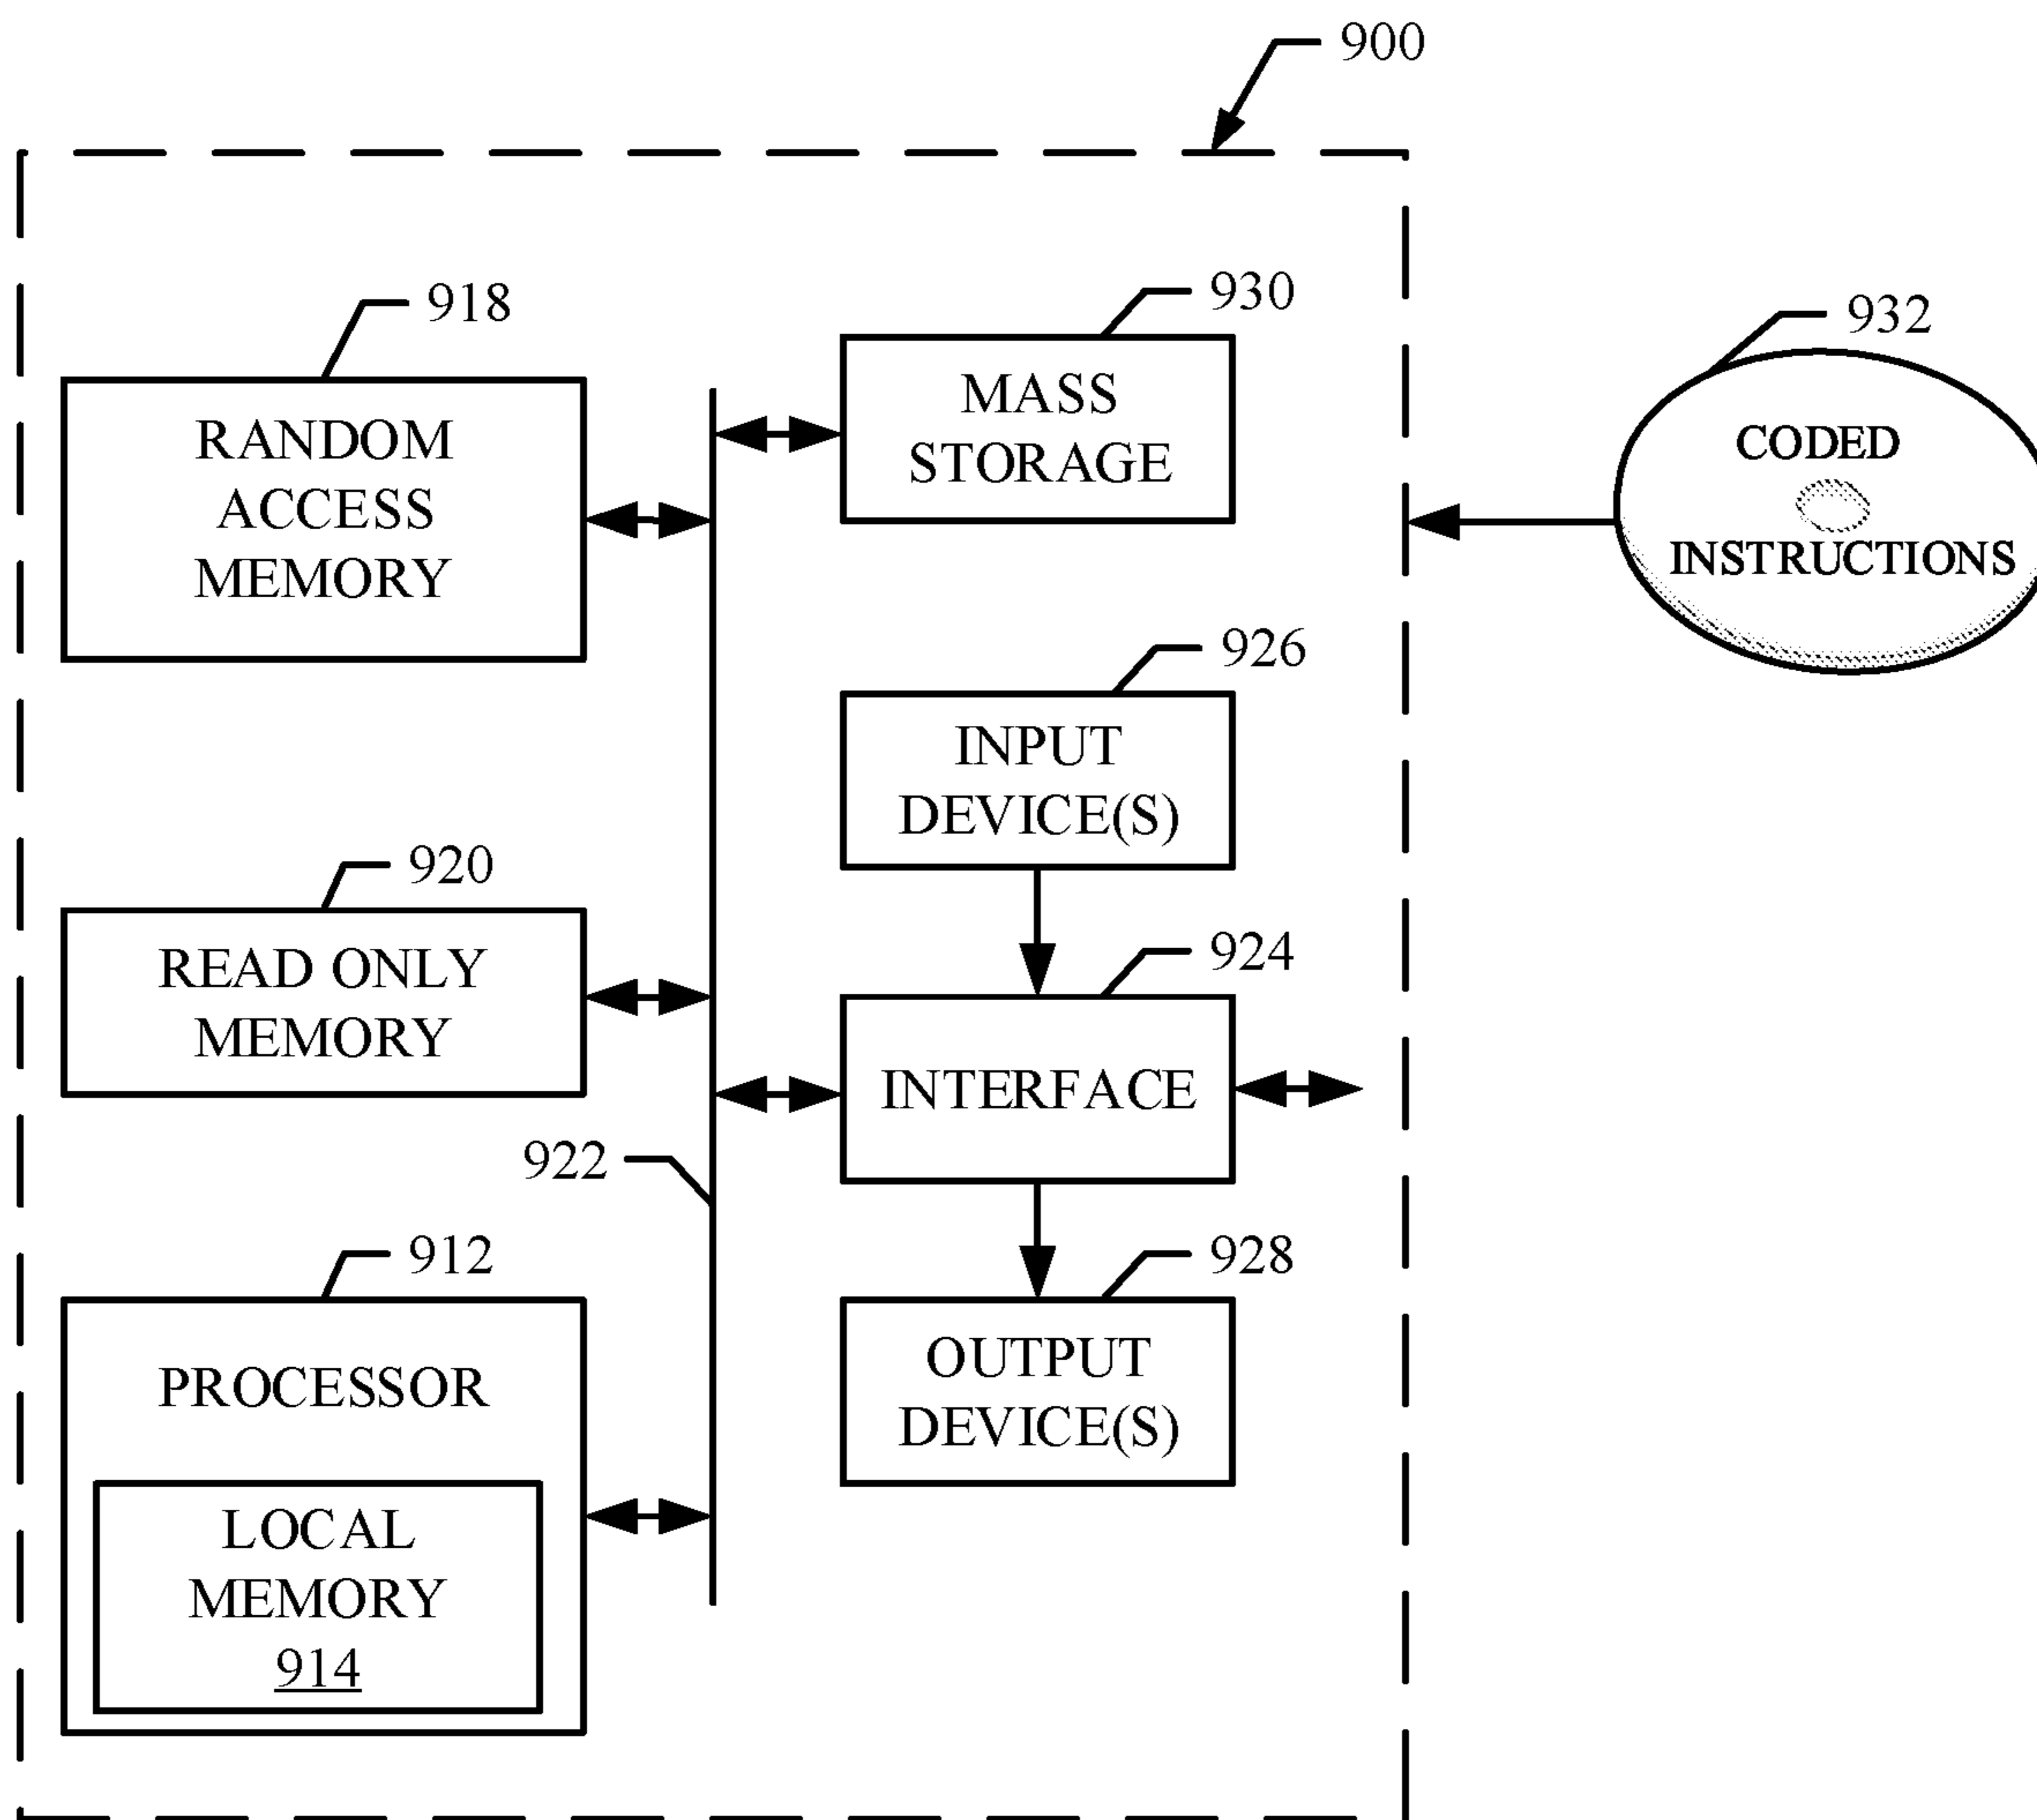 900
918
RANDOM
ACCESS
MEMORY
930
MASS
STORAGE
932
CODED
INSTRUCTIONS
926
INPUT
DEVICE(S)
920
READ ONLY
MEMORY
924
INTERFACE
922
912
PROCESSOR
LOCAL
MEMORY
914
928
OUTPUT
DEVICE(S)